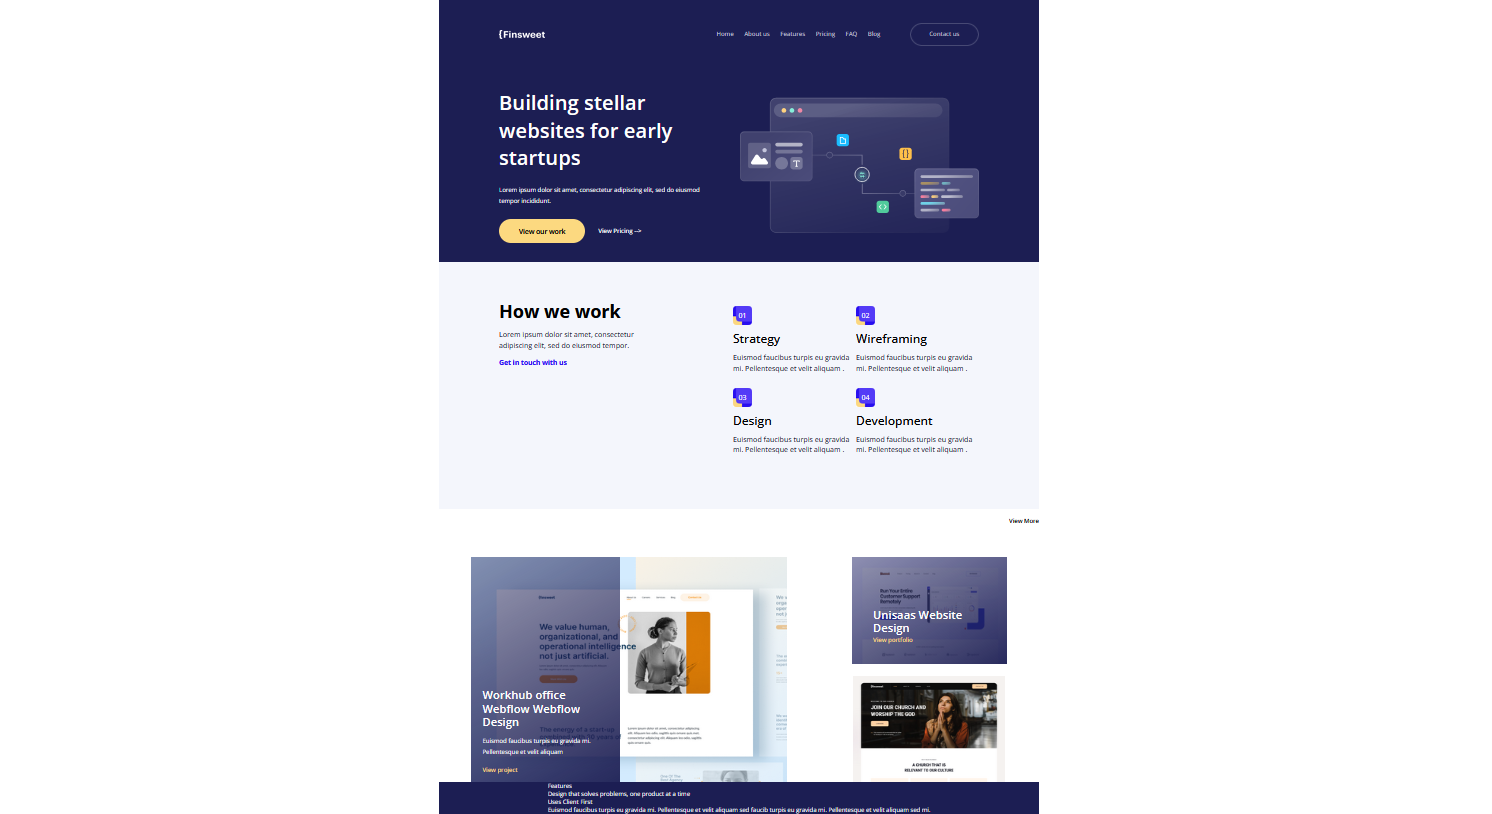 {Finsweet
Home About us Features Pricing FAQ Blog Contact us
Building stellar
websites for early
startups
Lorem ipsum dolor sit amet, consectetur adipiscing elit, sed do eiusmod
tempor incididunt.
View our work View Pricing -->
How we work
Lorem ipsum dolor sit amet, consectetur
adipiscing elit, sed do eiusmod tempor.
Get in touch with us
01
Strategy
Euismod faucibus turpis eu gravida
mi. Pellentesque et velit aliquam .
02
Wireframing
Euismod faucibus turpis eu gravida
mi. Pellentesque et velit aliquam .
03
Design
Euismod faucibus turpis eu gravida
mi. Pellentesque et velit aliquam .
04
Development
Euismod faucibus turpis eu gravida
mi. Pellentesque et velit aliquam .
View More
We value human,
organizational, and
operational intelligence
not just artificial.
Workhub office
Webflow Webflow
Design
Euismod faucibus turpis eu gravida mi.
Pellentesque et velit aliquam
View project
Run Your Entire
Customer Support
Remotely
Unisaas Website
Design
View portfolio
JOIN OUR CHURCH AND
WORSHIP THE GOD
A CHURCH THAT IS
RELEVANT TO OUR CULTURE
Features
Design that solves problems, one product at a time
Uses Client First
Euismod faucibus turpis eu gravida mi. Pellentesque et velit aliquam sed faucib turpis eu gravida mi. Pellentesque et velit aliquam sed mi.